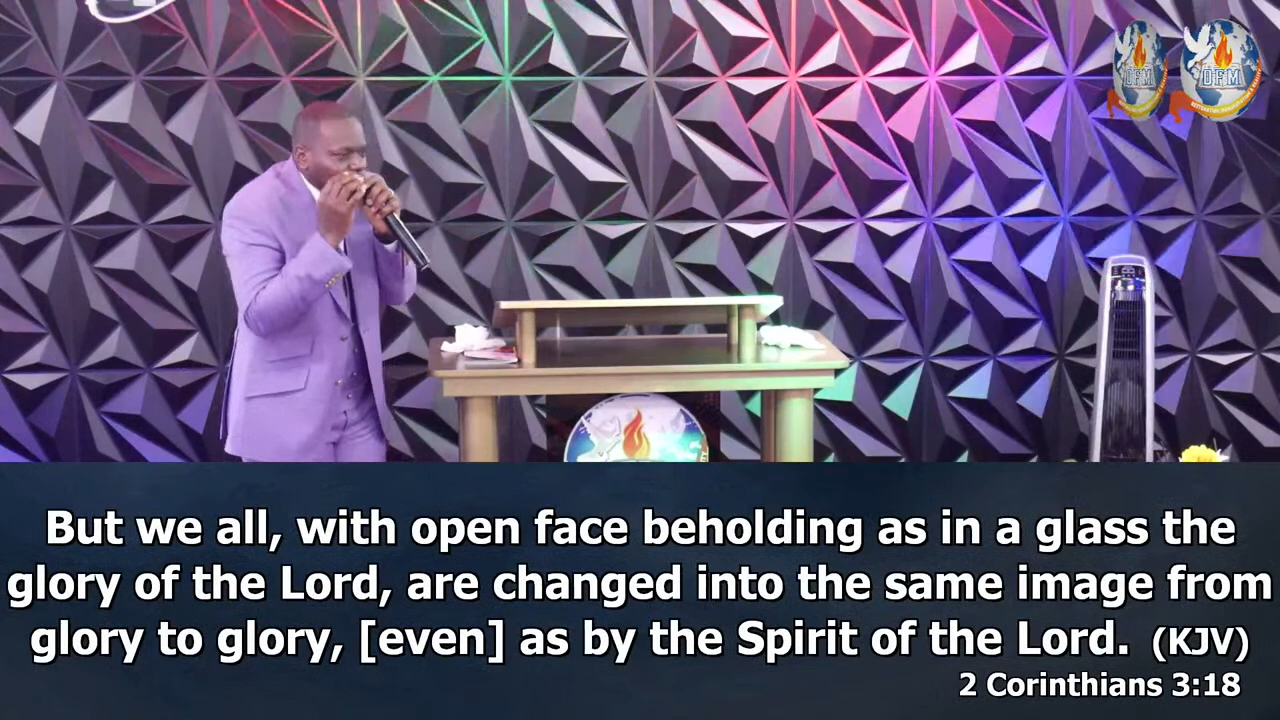 OFM OFM
But we all, with open face beholding as in a glass the
glory of the Lord, are changed into the same image from
glory to glory, [even] as by the Spirit of the Lord. (KJV)
2 Corinthians 3:18